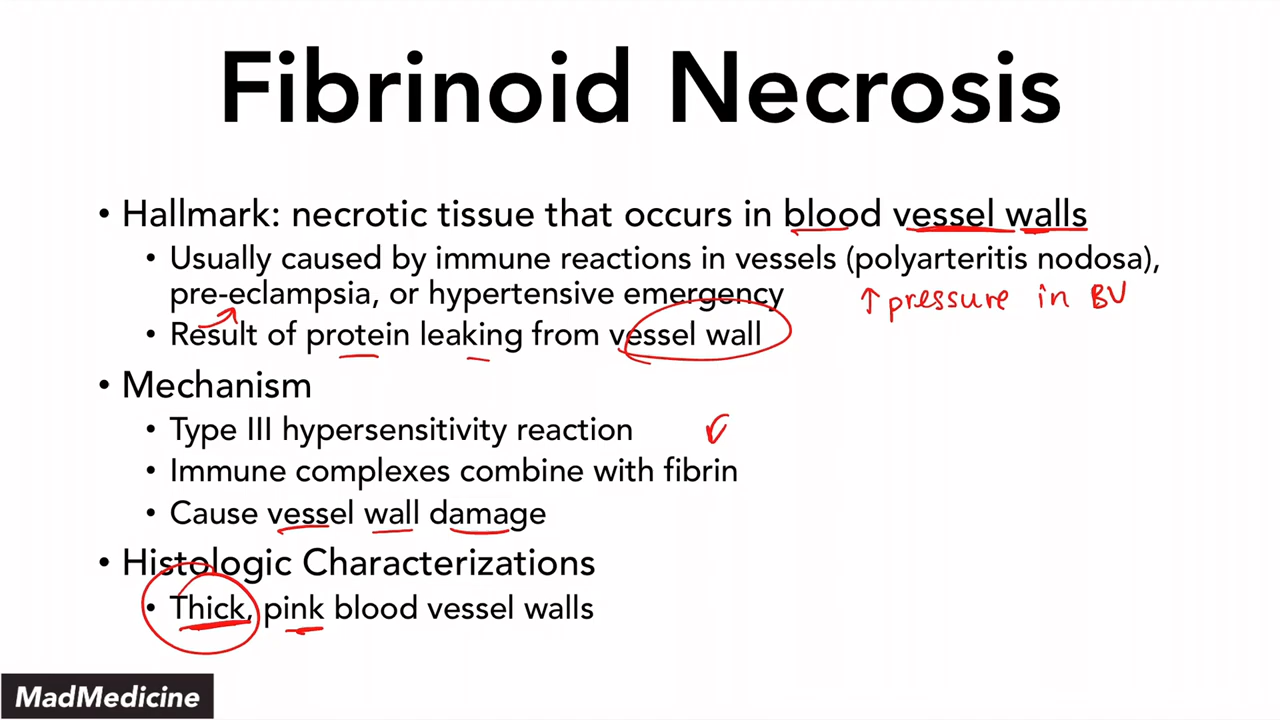 Fibrinoid Necrosis
• Hallmark: necrotic tissue that occurs in blood vessel walls
• Usually caused by immune reactions in vessels (polyarteritis nodosa),
pre-eclampsia, or hypertensive emergency
↑ pressure in BV
• Result of protein leaking from vessel wall
• Mechanism
• Type III hypersensitivity reaction
• Immune complexes combine with fibrin
• Cause vessel wall damage
• Histologic Characterizations
• Thick, pink blood vessel walls
MadMedicine